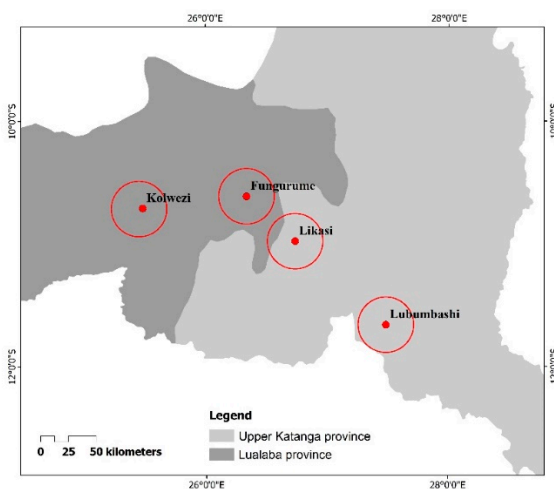 26°0'0"E 28°0'0"E
10°0'0"S 10°0'0"S
Fungurume
Kolwezi
Likasi
Lubumbashi
12°0'0"S 12°0'0"S
Legend
Upper Katanga province
Lualaba province
0 25 50 kilometers
26°0'0"E 28°0'0"E